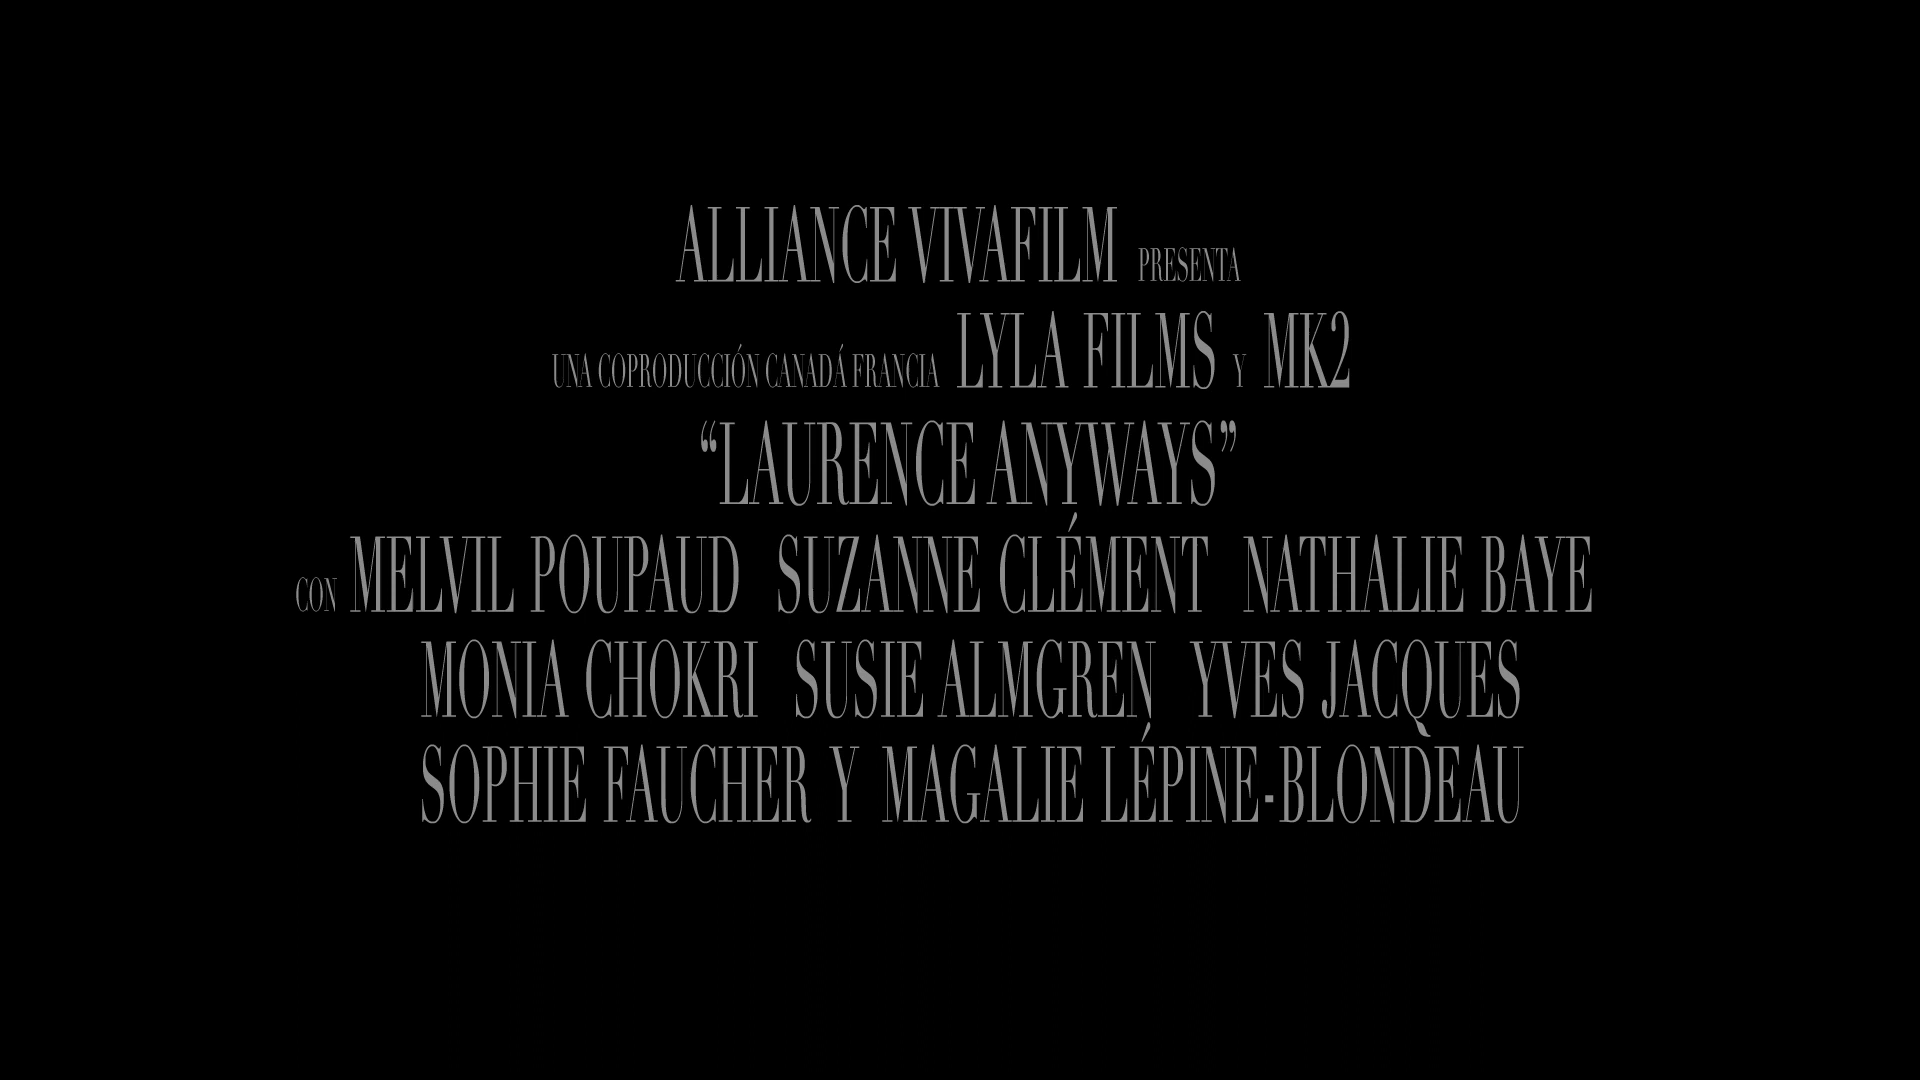 ALLIANCE VIVAFILM PRESENTA
UNA COPRODUCCIÓN CANADÁ FRANCIA LYLA FILMS Y MK2
“LAURENCE ANYWAYS”
CON MELVIL POUPAUD SUZANNE CLÉMENT NATHALIE BAYE
MONIA CHOKRI SUSIE ALMGREN YVES JACQUES
SOPHIE FAUCHER Y MAGALIE LÉPINE-BLONDEAU